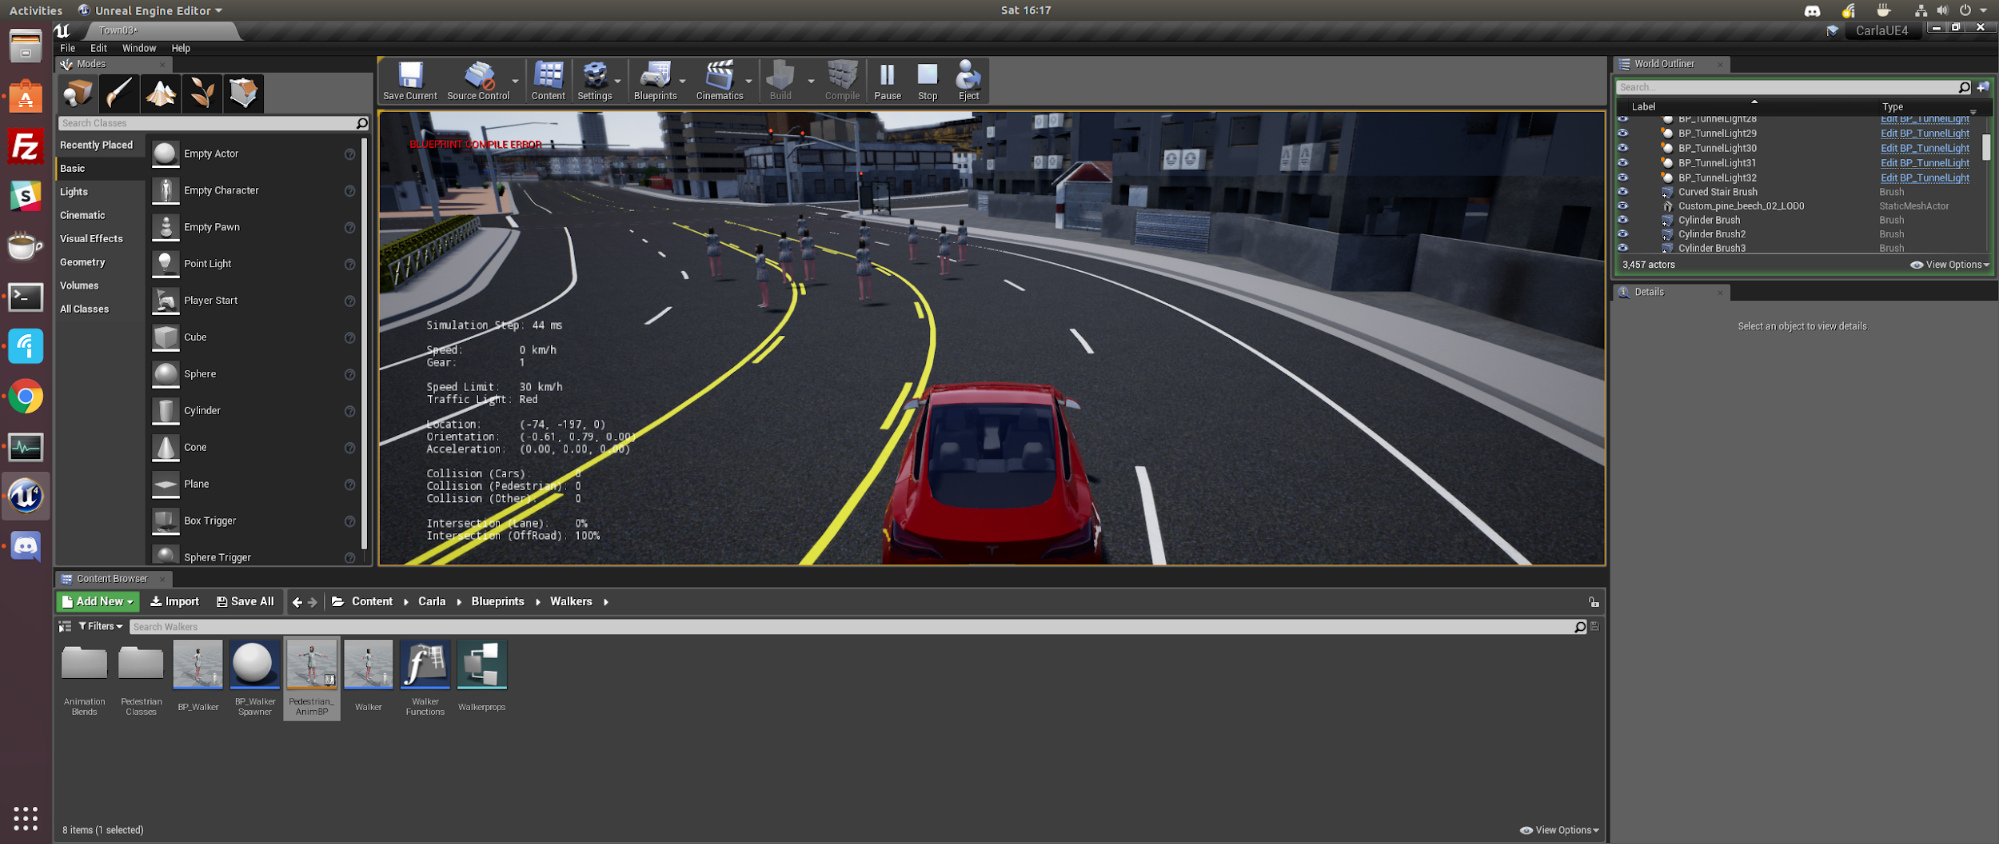 Activities Unreal Engine Editor Sat 16:17
Town03* CarlaUE4
File Edit Window Help
Modes
Search Classes
Recently Placed
Basic
Lights
Cinematic
Visual Effects
Geometry
Volumes
All Classes
Empty Actor
Empty Character
Empty Pawn
Point Light
Player Start
Cube
Sphere
Cylinder
Cone
Plane
Box Trigger
Sphere Trigger
Save Current Source Control Content Settings Blueprints Cinematics Build Compile Pause Stop Eject
BLUEPRINT COMPILE ERROR
Simulation Step: 44 ms
Speed: 0 km/h
Gear: 1
Speed Limit: 30 km/h
Traffic Light: Red
Location: (-74, -197, 0)
Orientation: (-0.61, 0.79, 0.00)
Acceleration: (0.00, 0.00, 0.00)
Collision (Cars): 0
Collision (Pedestrian): 0
Collision (Other): 0
Intersection (Lane): 0%
Intersection (OffRoad): 100%
World Outliner
Search...
Label Type
BP_TunnelLight28 Edit BP_TunnelLight
BP_TunnelLight29 Edit BP_TunnelLight
BP_TunnelLight30 Edit BP_TunnelLight
BP_TunnelLight31 Edit BP_TunnelLight
BP_TunnelLight32 Edit BP_TunnelLight
Curved Stair Brush Brush
Custom_pine_beech_02_LOD0 StaticMeshActor
Cylinder Brush Brush
Cylinder Brush2 Brush
Cylinder Brush3 Brush
3,457 actors View Options
Details
Select an object to view details
Content Browser
Add New Import Save All Content Carla Blueprints Walkers
Filters Search Walkers
Animation Blends
Pedestrian Classes
BP_Walker
BP_Walker Spawner
Pedestrian_ AnimBP
Walker
Walker Functions
Walkerprops
8 items (1 selected) View Options